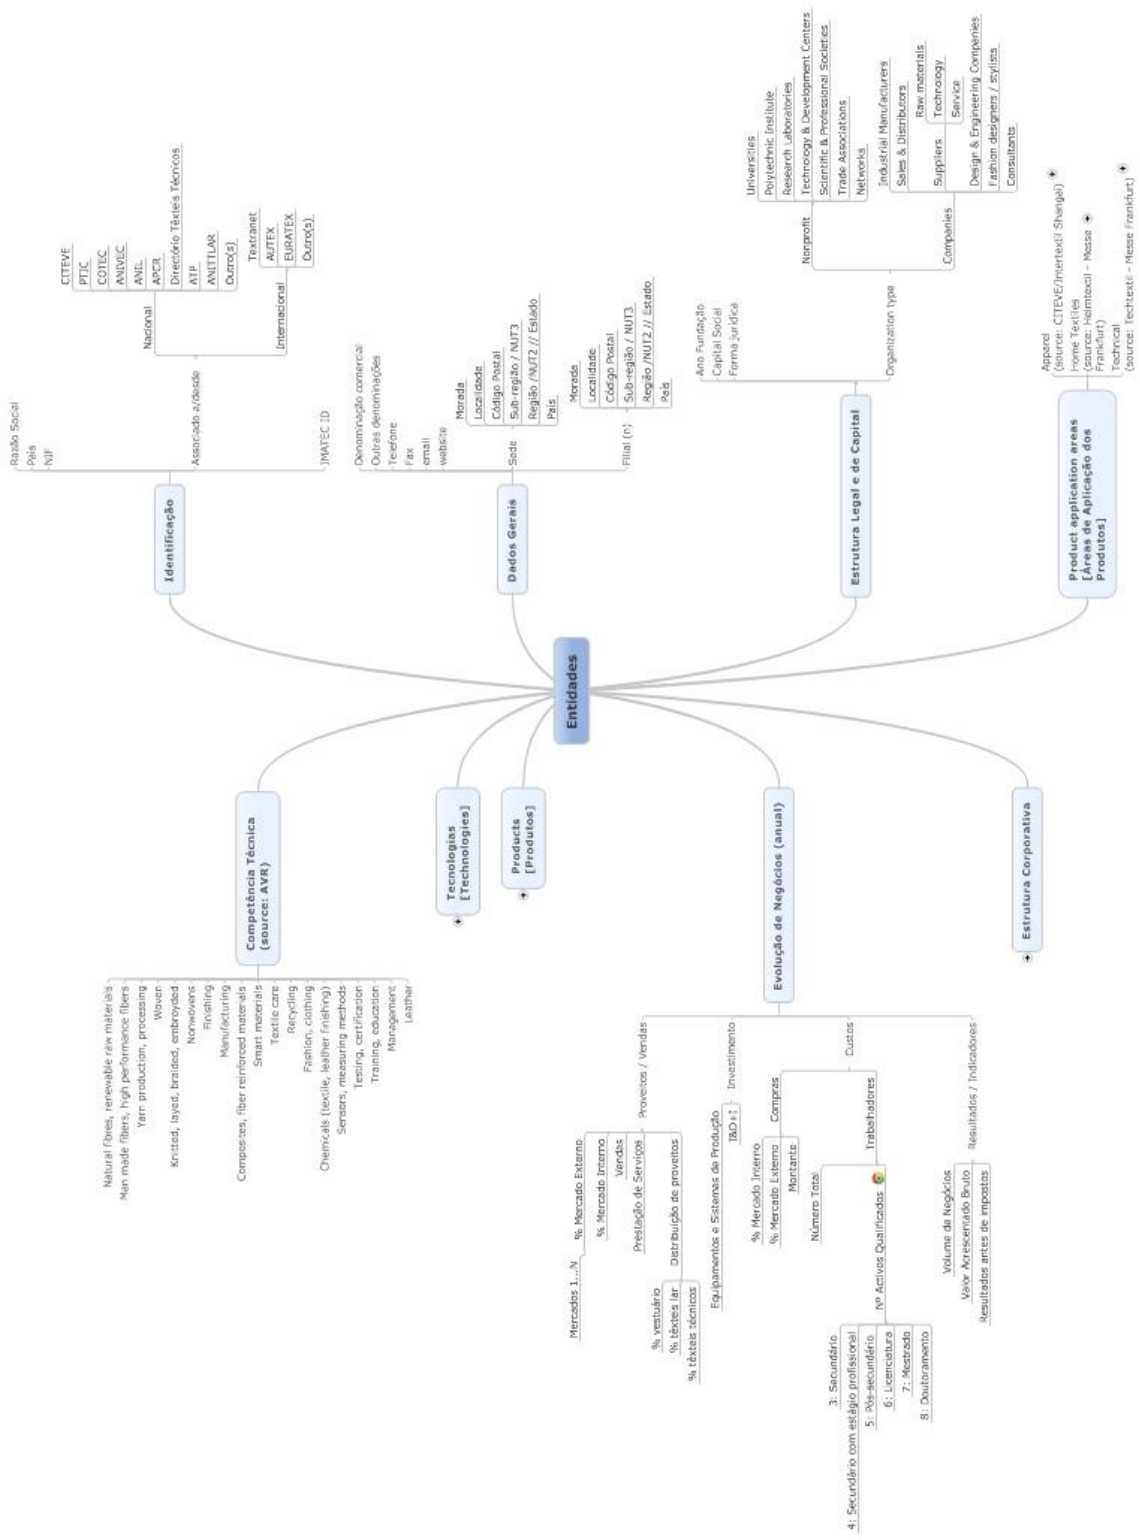 Entidades
Identificação
Razão Social
País
NIF
Associado a/desde
Nacional
CITEVE
PTIC
COTEC
ANIVEC
ANIL
APCR
Directório Têxteis Técnicos
ATP
ANITTLAR
Outro(s)
Internacional
Textranet
AUTEX
EURATEX
Outro(s)
IMATEC ID
Dados Gerais
Denominação comercial
Outras denominações
Telefone
Fax
email
website
Sede
Morada
Localidade
Código Postal
Sub-região / NUT3
Região /NUT2 // Estado
País
Filial (n)
Morada
Localidade
Código Postal
Sub-região / NUT3
Região /NUT2 // Estado
País
Estrutura Legal e de Capital
Ano Fundação
Capital Social
Forma jurídica
Organization type
Nonprofit
Universities
Polytechnic Institute
Research Laboratories
Technology & Development Centers
Scientific & Professional Societies
Trade Associations
Networks
Companies
Industrial Manufacturers
Sales & Distributors
Suppliers
Raw materials
Technology
Service
Design & Engineering Companies
Fashion designers / stylists
Consultants
Product application areas
[Áreas de Aplicação dos
Produtos]
Apparel
(source: CITEVE/Intertextil Shangai)
Home Textiles
(source: Heimtextil - Messe
Frankfurt)
Technical
(source: Techtextil - Messe Frankfurt)
Competência Técnica
(source: AVR)
Natural fibres, renewable raw materials
Man made fibers, high performance fibers
Yarn production, processing
Woven
Knitted, layed, braided, embroyded
Nonwovens
Finishing
Manufacturing
Composites, fiber reinforced materials
Smart materials
Textile care
Recycling
Fashion, clothing
Chemicals (textile, leather finishing)
Sensors, measuring methods
Testing, certification
Training, education
Management
Leather
Tecnologias
[Technologies]
Products
[Produtos]
Evolução de Negócios (anual)
Proveitos / Vendas
% Mercado Externo
Mercados 1...N
% Mercado Interno
Vendas
Prestação de Serviços
Distribuição de proveitos
% vestuário
% têxteis lar
% têxteis técnicos
Investimento
Equipamentos e Sistemas de Produção
I&D+I
Custos
Compras
% Mercado Interno
% Mercado Externo
Montante
Trabalhadores
Número Total
Nº Activos Qualificados
3: Secundário
4: Secundário com estágio profissional
5: Pós-secundário
6: Licenciatura
7: Mestrado
8: Doutoramento
Resultados / Indicadores
Volume de Negócios
Valor Acrescentado Bruto
Resultados antes de impostos
Estrutura Corporativa